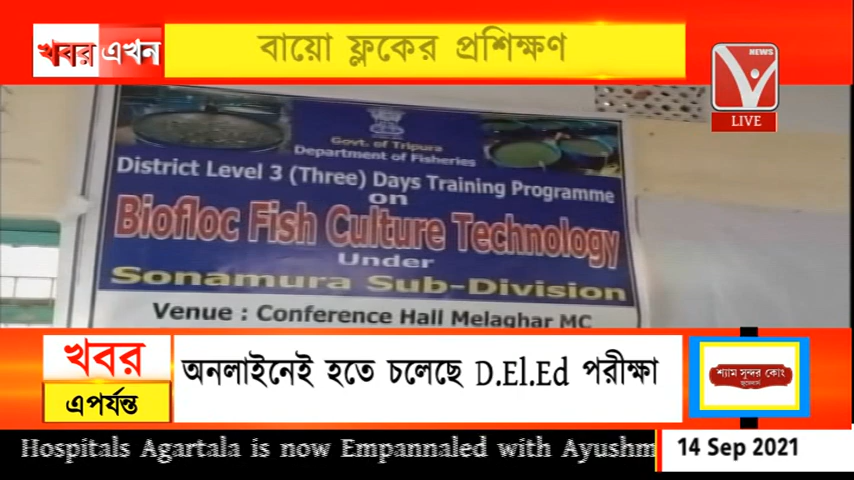 খবর এখন
বায়ো ফ্লকের প্রশিক্ষণ
NEWS
V
LIVE
Govt. of Tripura
Department of Fisheries
District Level 3 (Three) Days Training Programme
on
Biofloc Fish Culture Technology
Under
Sonamura Sub-Division
Venue : Conference Hall Melaghar MC
খবর
এপর্যন্ত
অনলাইনেই হতে চলেছে D.El.Ed পরীক্ষা
শ্যাম সুন্দর কোং
জুয়েলার্স
Hospitals Agartala is now Empannaled with Ayushm
14 Sep 2021